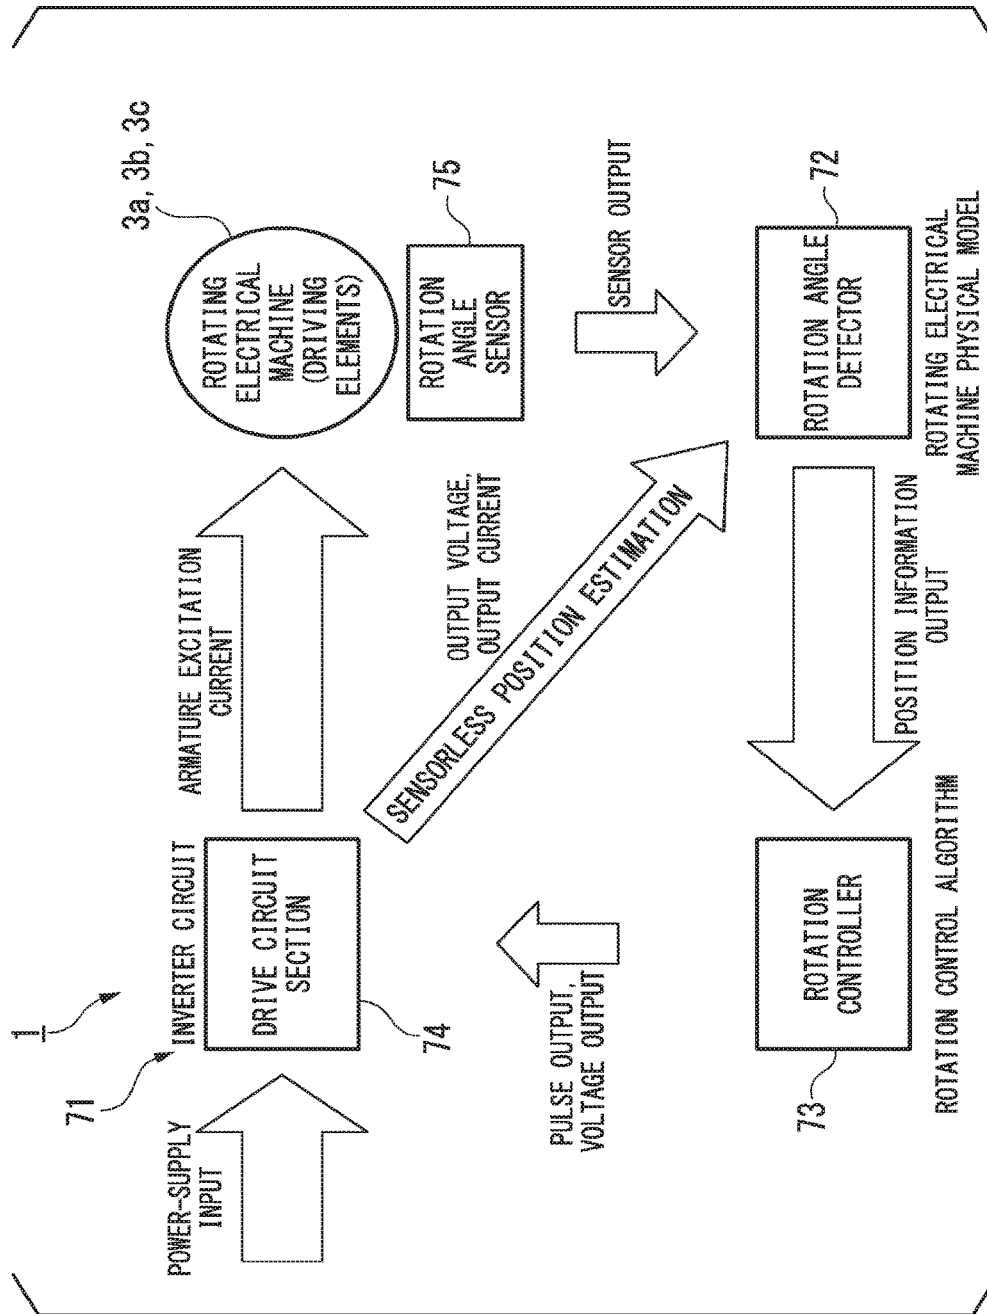 1
71
INVERTER CIRCUIT
POWER-SUPPLY
INPUT
DRIVE CIRCUIT
SECTION
74
ARMATURE EXCITATION
CURRENT
3a, 3b, 3c
ROTATING
ELECTRICAL
MACHINE
(DRIVING
ELEMENTS)
ROTATION
ANGLE
SENSOR
75
OUTPUT VOLTAGE,
OUTPUT CURRENT
SENSORLESS POSITION ESTIMATION
SENSOR OUTPUT
PULSE OUTPUT,
VOLTAGE OUTPUT
72
ROTATION ANGLE
DETECTOR
ROTATING ELECTRICAL
MACHINE PHYSICAL MODEL
POSITION INFORMATION
OUTPUT
73
ROTATION
CONTROLLER
ROTATION CONTROL ALGORITHM